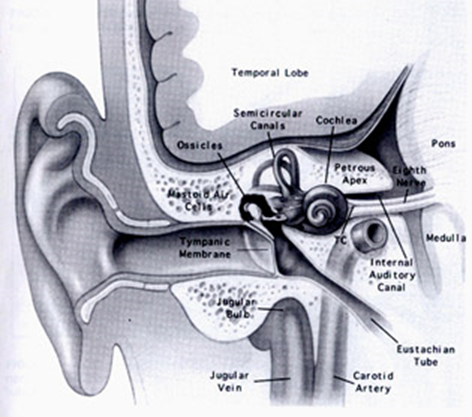 Temporal Lobe
Semicircular
Canals
Cochlea
Ossicles
Pons
Petrous
Apex
Eighth
Nerve
Mastoid Air
Cells
TC
Medulla
Tympanic
Membrane
Internal
Auditory
Canal
Jugular
Bulb
Eustachian
Tube
Jugular
Vein
Carotid
Artery